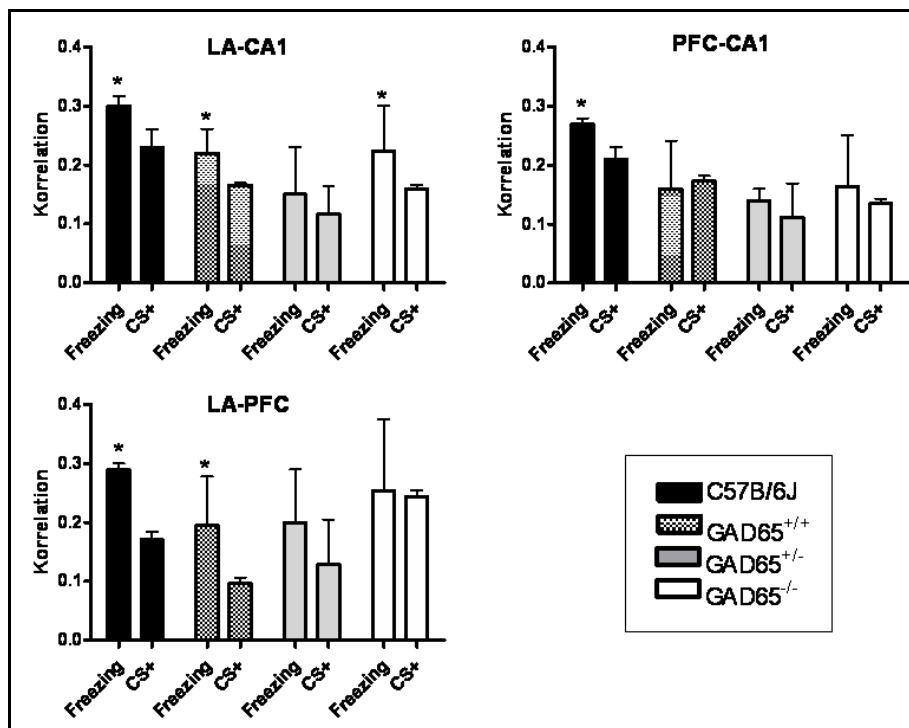 LA-CA1
Korrelation
0.4
0.3
0.2
0.1
0.0
* * *
Freezing CS+ Freezing CS+ Freezing CS+ Freezing CS+
PFC-CA1
Korrelation
0.4
0.3
0.2
0.1
0.0
*
Freezing CS+ Freezing CS+ Freezing CS+ Freezing CS+
LA-PFC
Korrelation
0.4
0.3
0.2
0.1
0.0
* *
Freezing CS+ Freezing CS+ Freezing CS+ Freezing CS+
C57B/6J
GAD65+/+
GAD65+/-
GAD65-/-